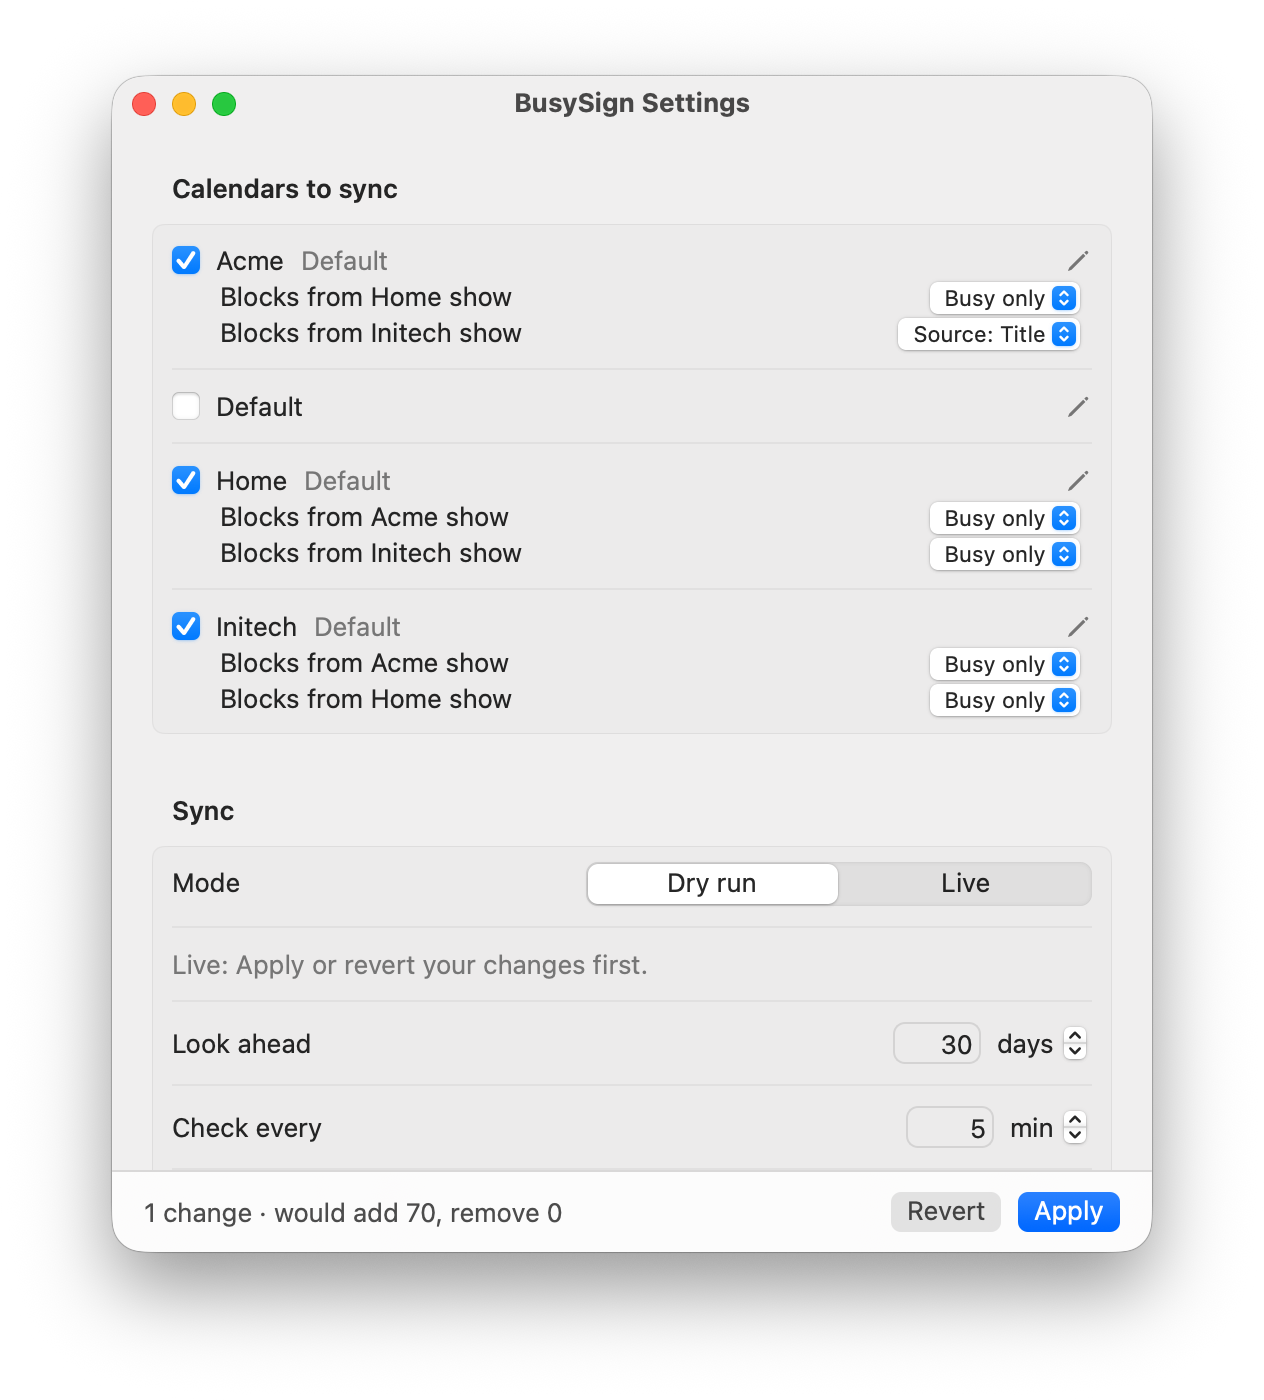 BusySign Settings
Calendars to sync
Acme Default
Blocks from Home show Busy only
Blocks from Initech show Source: Title
Default
Home Default
Blocks from Acme show Busy only
Blocks from Initech show Busy only
Initech Default
Blocks from Acme show Busy only
Blocks from Home show Busy only
Sync
Mode Dry run Live
Live: Apply or revert your changes first.
Look ahead 30 days
Check every 5 min
1 change · would add 70, remove 0 Revert Apply